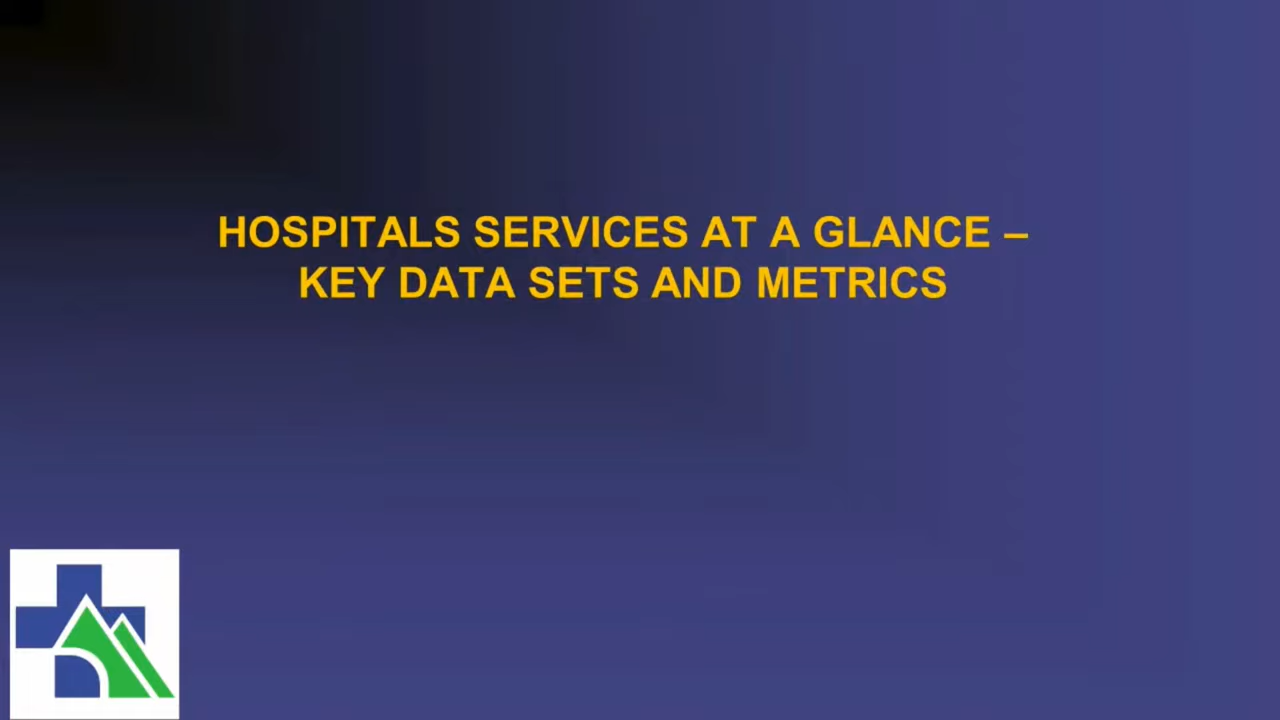 HOSPITALS SERVICES AT A GLANCE –
KEY DATA SETS AND METRICS